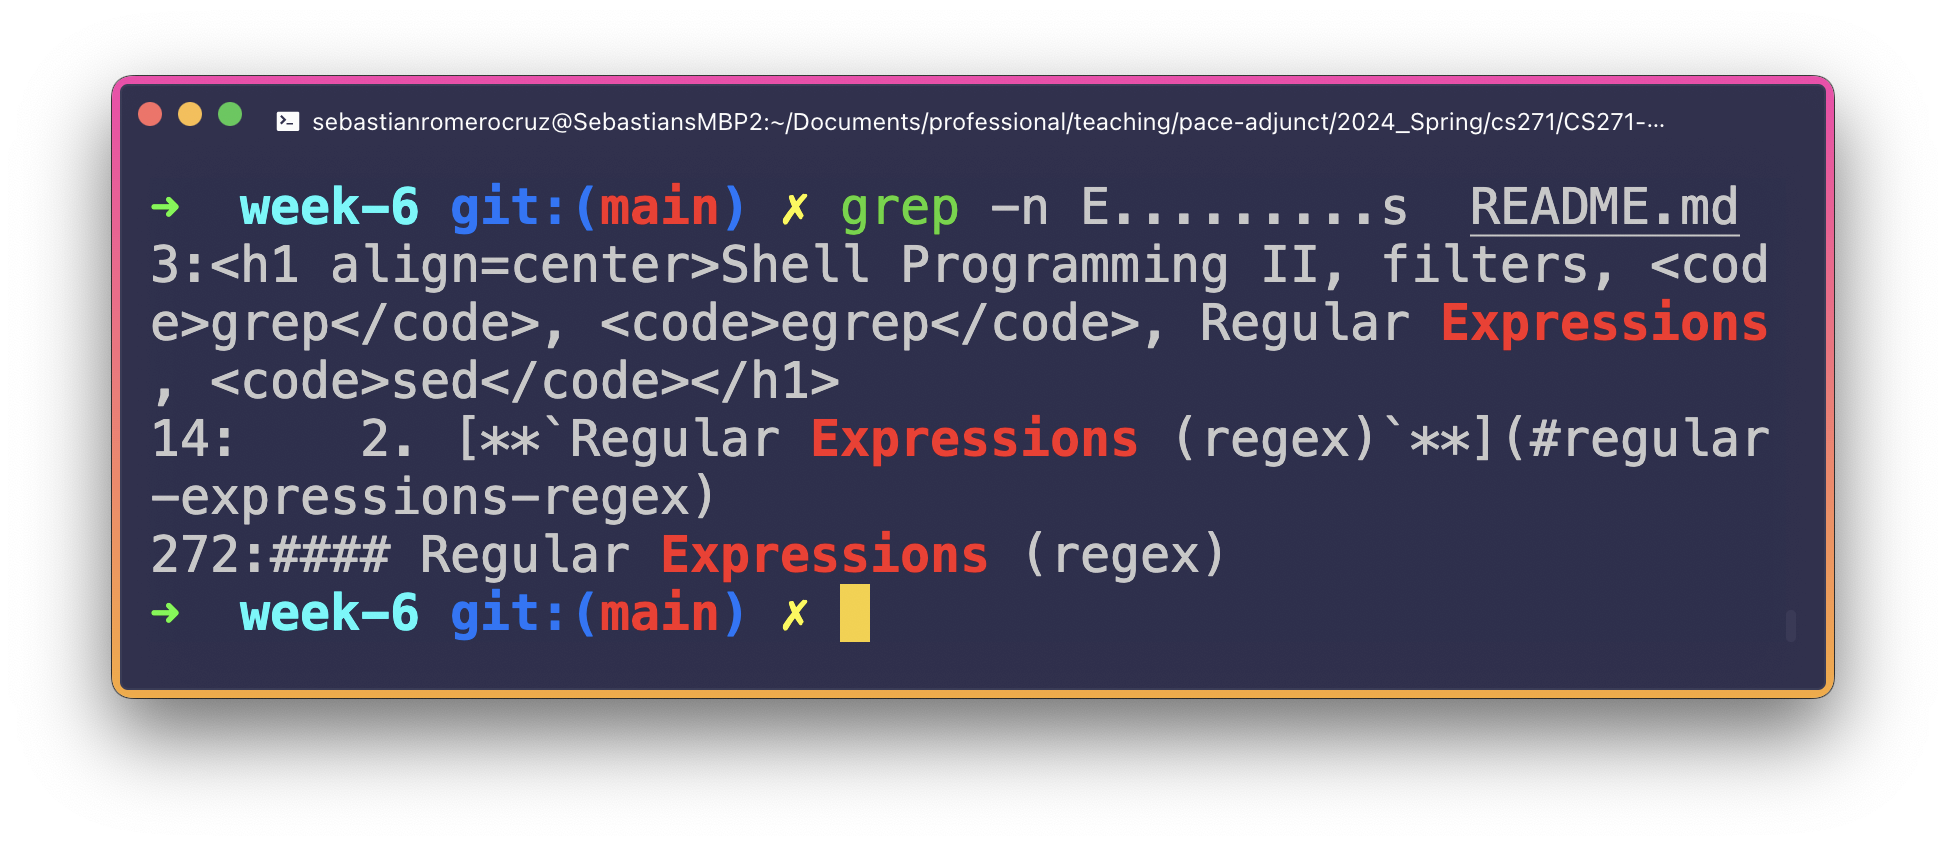 sebastianromerocruz@SebastiansMBP2:~/Documents/professional/teaching/pace-adjunct/2024_Spring/cs271/CS271-···
➜  week-6 git:(main) ✗ grep -n E.........s  README.md
3:<h1 align=center>Shell Programming II, filters, <cod
e>grep</code>, <code>egrep</code>, Regular Expressions
, <code>sed</code></h1>
14:    2. [**`Regular Expressions (regex)`**](#regular
-expressions-regex)
272:#### Regular Expressions (regex)
➜  week-6 git:(main) ✗